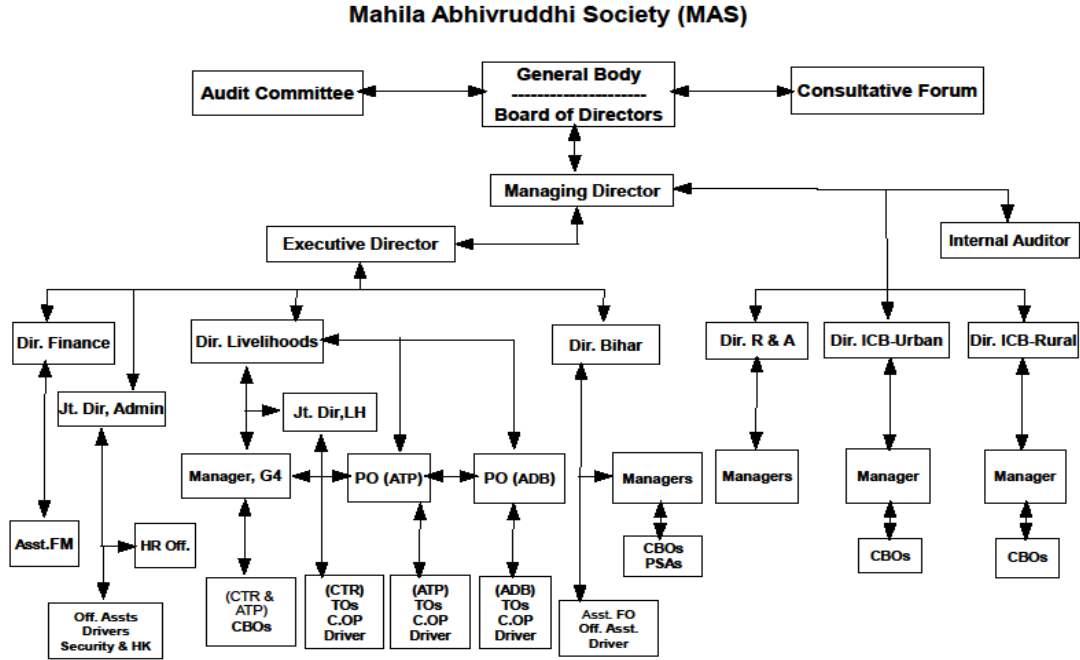 Mahila Abhivruddhi Society (MAS)
Audit Committee
General Body
---------------------
Board of Directors
Consultative Forum
Managing Director
Executive Director
Internal Auditor
Dir. Finance
Dir. Livelihoods
Dir. Bihar
Dir. R & A
Dir. ICB-Urban
Dir. ICB-Rural
Jt. Dir, Admin
Jt. Dir,LH
Manager, G4
PO (ATP)
PO (ADB)
Managers
Managers
Manager
Manager
Asst.FM
HR Off.
CBOs
PSAs
CBOs
CBOs
Off. Assts
Drivers
Security & HK
(CTR &
ATP)
CBOs
(CTR)
TOs
C.OP
Driver
(ATP)
TOs
C.OP
Driver
(ADB)
TOs
C.OP
Driver
Asst. FO
Off. Asst.
Driver